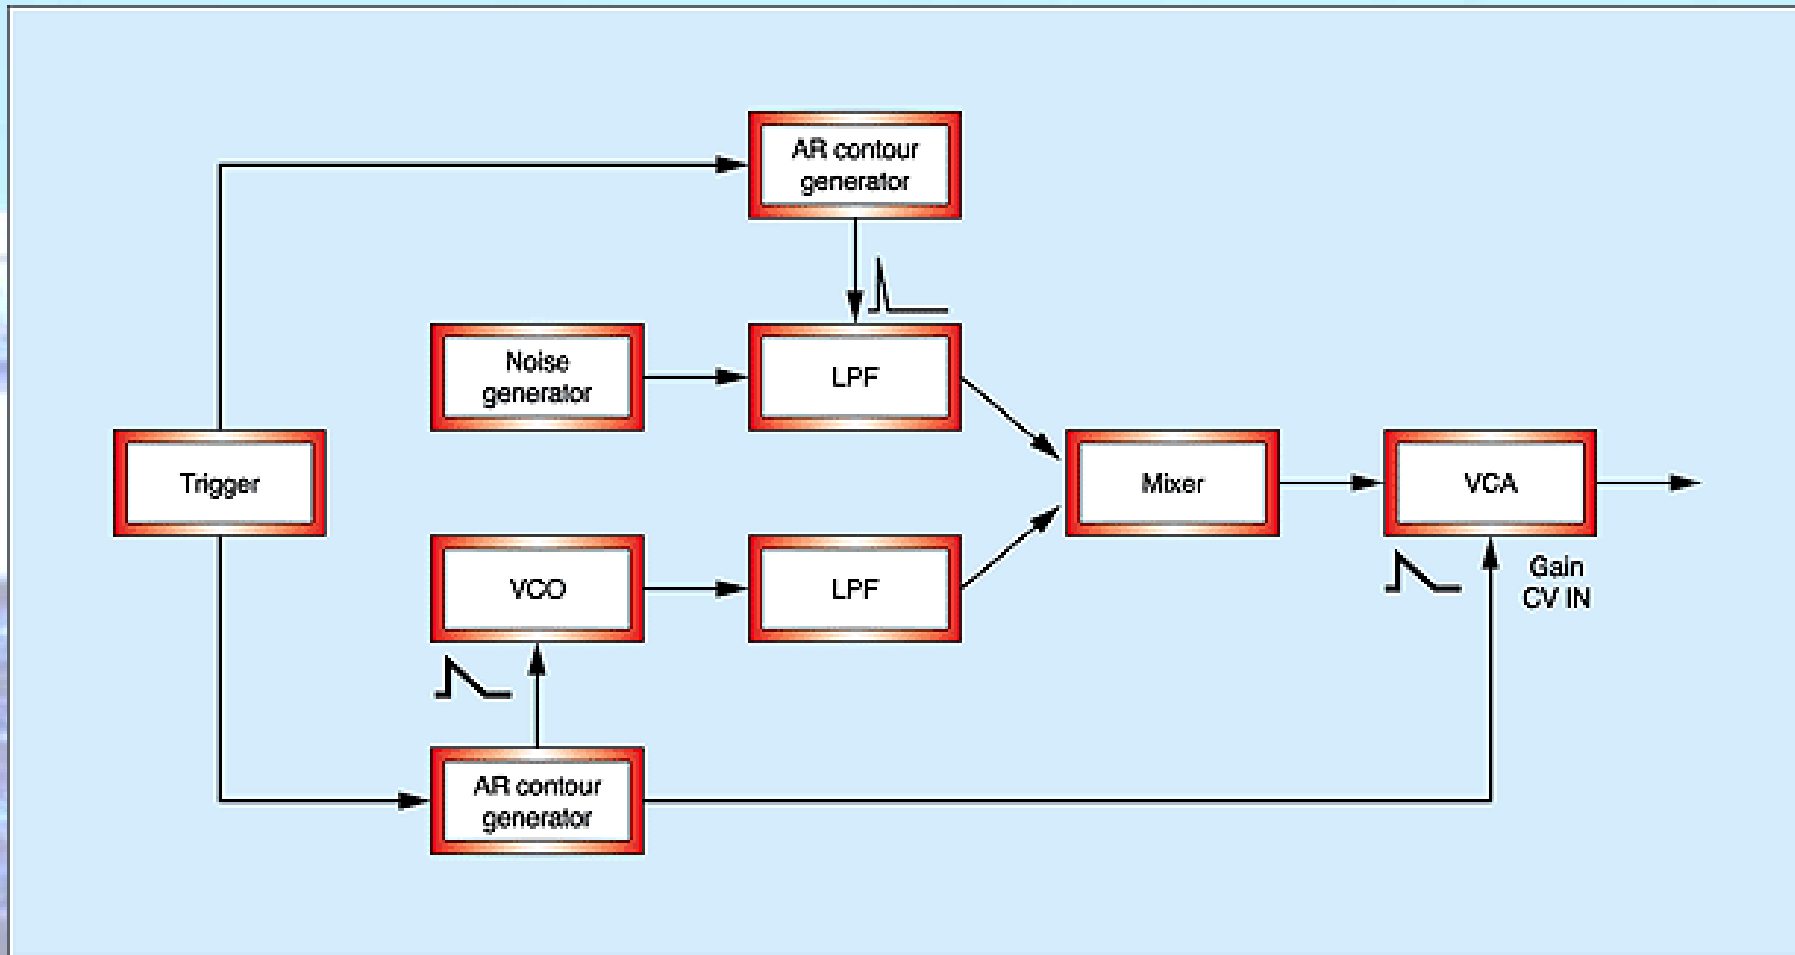 AR contour
generator
Noise
generator
LPF
Trigger
Mixer
VCA
VCO
LPF
Gain
CV IN
AR contour
generator